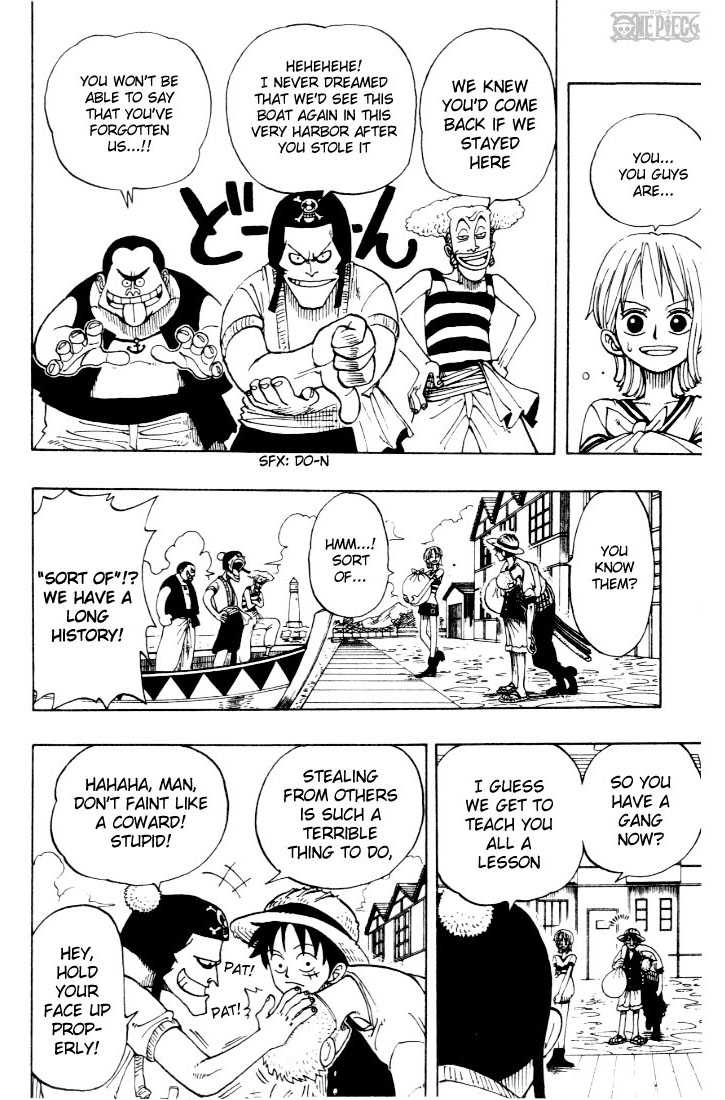 ワンピース
ONE PIECE
YOU...
YOU GUYS
ARE...
WE KNEW
YOU'D COME
BACK IF WE
STAYED
HERE
HEHEHEHE!
I NEVER DREAMED
THAT WE'D SEE THIS
BOAT AGAIN IN THIS
VERY HARBOR AFTER
YOU STOLE IT
YOU WON'T BE
ABLE TO SAY
THAT YOU'VE
FORGOTTEN
US...!!
どーん
SFX: DO-N
YOU
KNOW
THEM?
HMM...!
SORT
OF...
"SORT OF"!?
WE HAVE A
LONG
HISTORY!
SO YOU
HAVE A
GANG
NOW?
I GUESS
WE GET TO
TEACH YOU
ALL A
LESSON
STEALING
FROM OTHERS
IS SUCH A
TERRIBLE
THING TO DO,
HAHAHA, MAN,
DON'T FAINT LIKE
A COWARD!
STUPID!
PAT!
PAT!
HEY,
HOLD
YOUR
FACE UP
PROP-
ERLY!